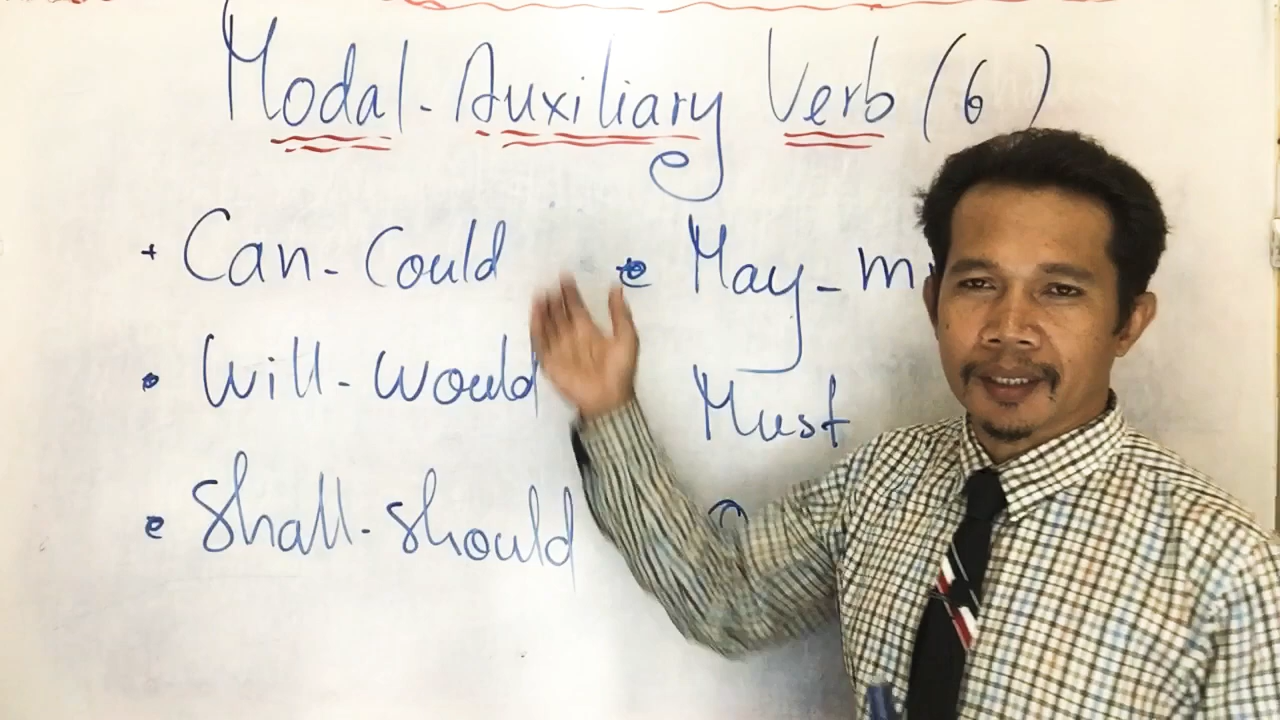 Modal-Auxiliary Verb (6)
+ Can-Could
• Will-Would
• Shall-Should
• May-m
Must